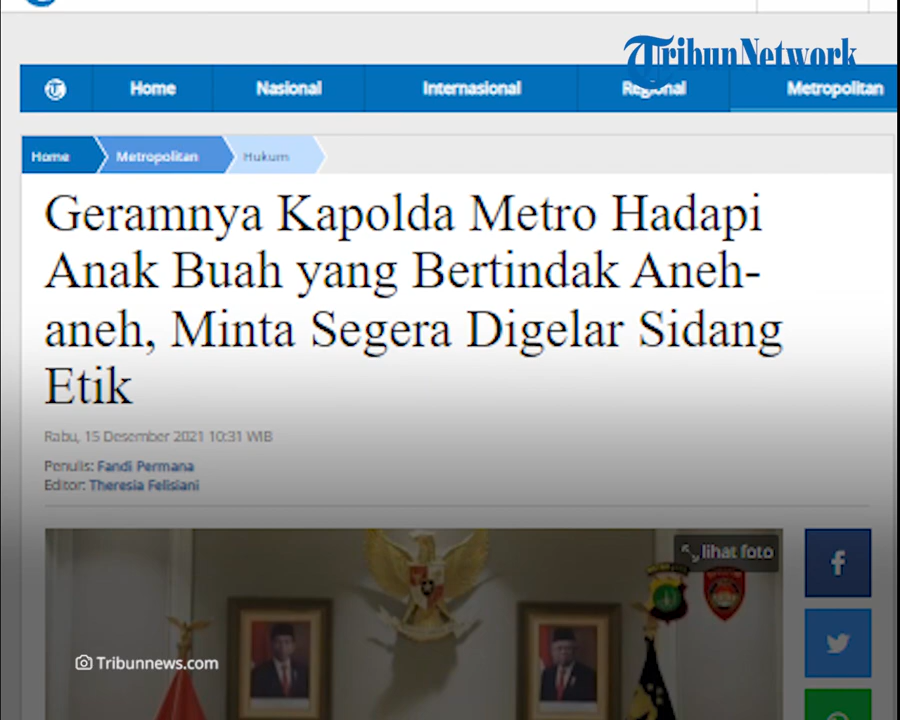 TribunNetwork
Home Nasional Internasional Regional Metropolitan
Home Metropolitan Hukum
Geramnya Kapolda Metro Hadapi
Anak Buah yang Bertindak Aneh-
aneh, Minta Segera Digelar Sidang
Etik
Rabu, 15 Desember 2021 10:31 WIB
Penulis: Fandi Permana
Editor: Theresia Felisiani
lihat foto
Tribunnews.com